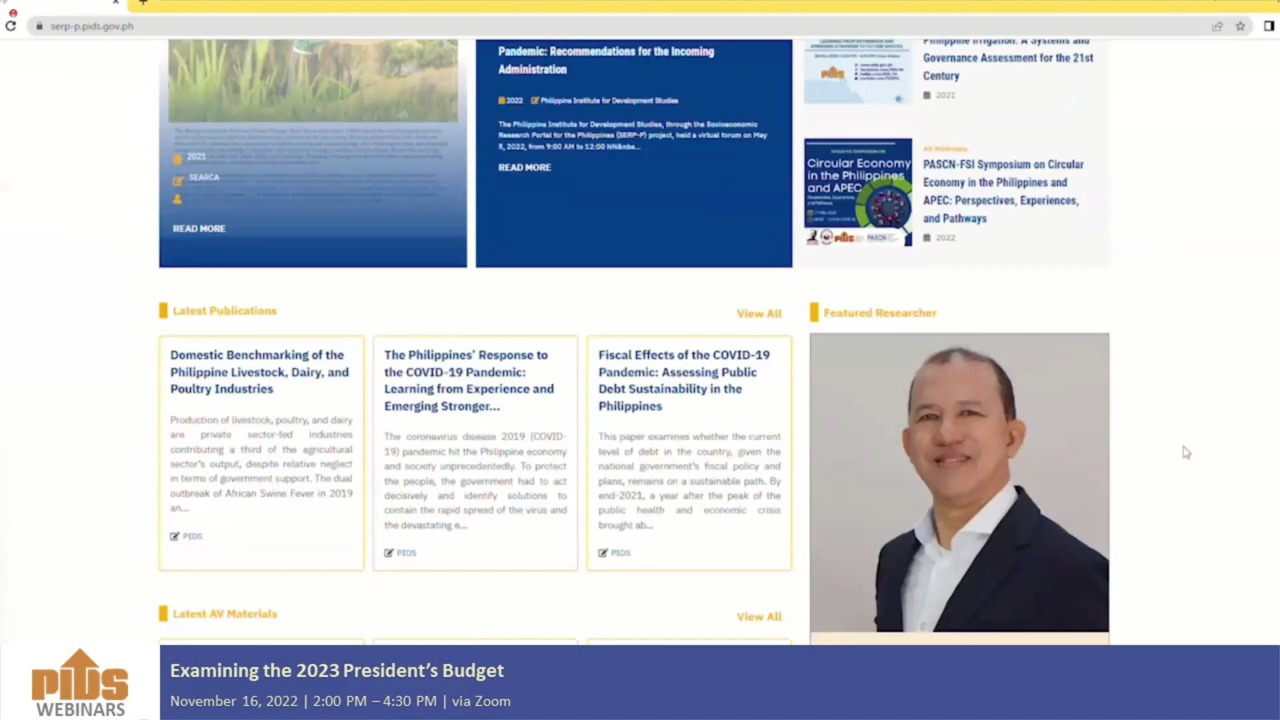 serp-p.pids.gov.ph
2021
SEARCA
READ MORE
Pandemic: Recommendations for the Incoming
Administration
2022 Philippine Institute for Development Studies
The Philippine Institute for Development Studies, through the Socioeconomic
Research Portal for the Philippines (SERP-P) project, held a virtual forum on May
5, 2022, from 9:00 AM to 12:00 NN&nbs...
READ MORE
Philippine Irrigation: A Systems and
Governance Assessment for the 21st
Century
2021
Circular Economy
in the Philippines
and APEC
PIDS
PASCN
AV Materials
PASCN-FSI Symposium on Circular
Economy in the Philippines and
APEC: Perspectives, Experiences,
and Pathways
2022
Latest Publications
View All
Domestic Benchmarking of the
Philippine Livestock, Dairy, and
Poultry Industries
Production of livestock, poultry, and dairy
are private sector-led industries
contributing a third of the agricultural
sector's output, despite relative neglect
in terms of government support. The dual
outbreak of African Swine Fever in 2019
an...
PIDS
The Philippines' Response to
the COVID-19 Pandemic:
Learning from Experience and
Emerging Stronger...
The coronavirus disease 2019 (COVID-
19) pandemic hit the Philippine economy
and society unprecedentedly. To protect
the people, the government had to act
decisively and identify solutions to
contain the rapid spread of the virus and
the devastating e...
PIDS
Fiscal Effects of the COVID-19
Pandemic: Assessing Public
Debt Sustainability in the
Philippines
This paper examines whether the current
level of debt in the country, given the
national government's fiscal policy and
plans, remains on a sustainable path. By
end-2021, a year after the peak of the
public health and economic crisis
brought ab...
PIDS
Featured Researcher
Latest AV Materials
View All
PIDS
WEBINARS
Examining the 2023 President's Budget
November 16, 2022 | 2:00 PM – 4:30 PM | via Zoom